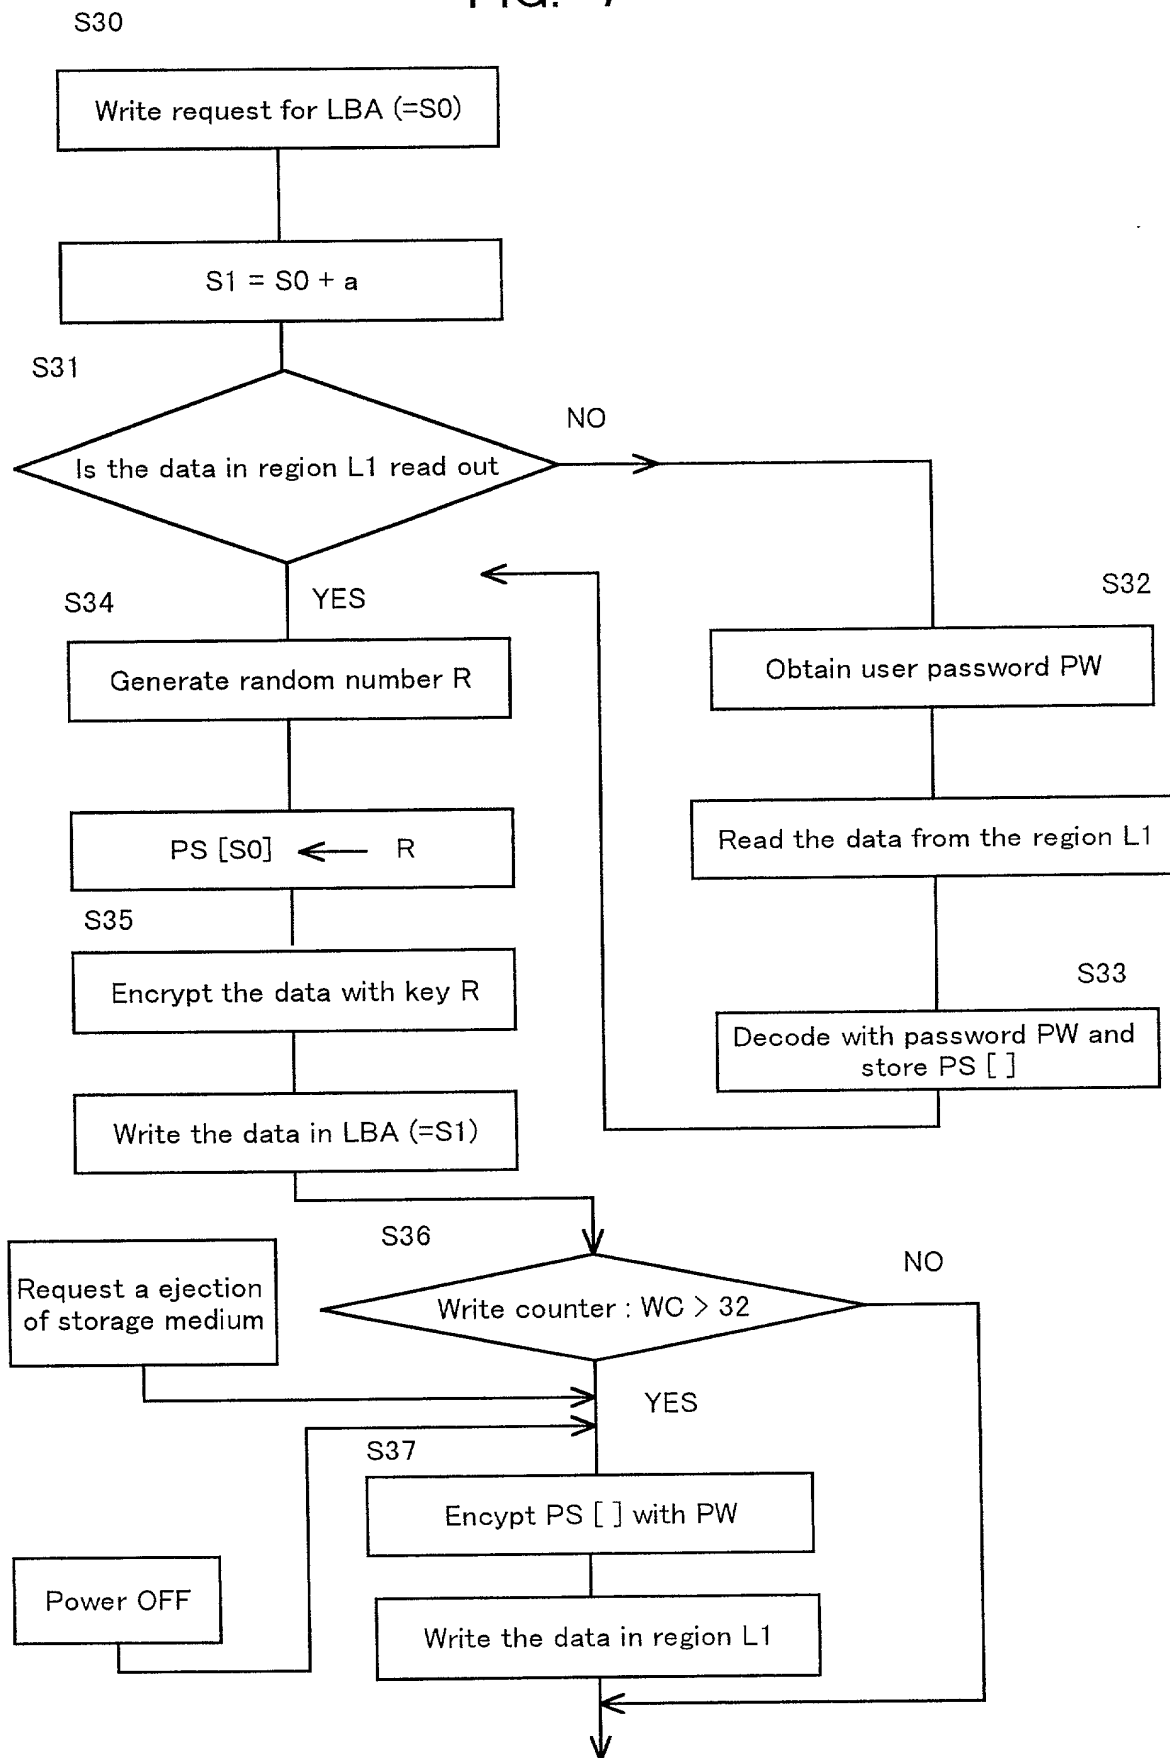 FIG. 7
S30
Write request for LBA (=S0)
S1 = S0 + a
S31
Is the data in region L1 read out
NO
YES
S32
Obtain user password PW
Read the data from the region L1
S33
Decode with password PW and
store PS [ ]
S34
Generate random number R
PS [S0] ← R
S35
Encrypt the data with key R
Write the data in LBA (=S1)
S36
Write counter : WC > 32
NO
Request a ejection
of storage medium
YES
S37
Encypt PS [ ] with PW
Power OFF
Write the data in region L1